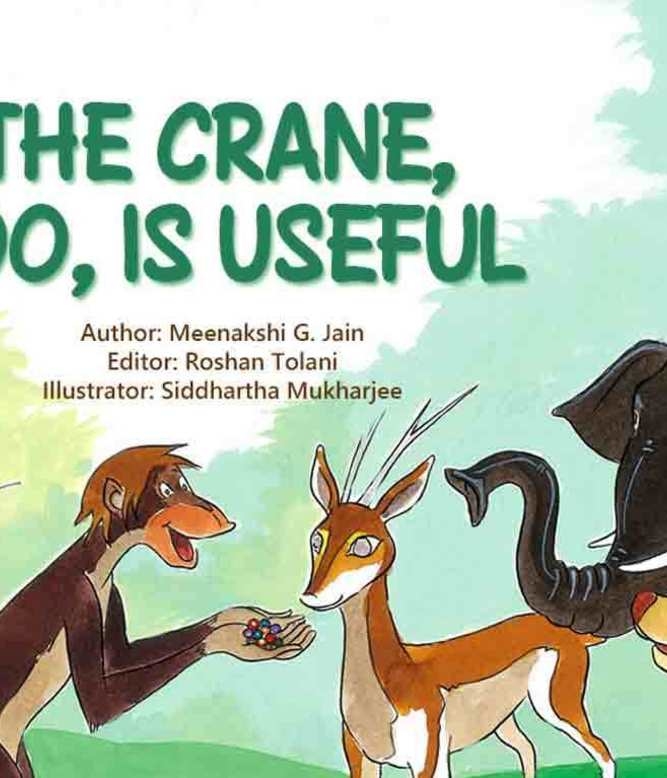 THE CRANE,
OO, IS USEFUL
Author: Meenakshi G. Jain
Editor: Roshan Tolani
Illustrator: Siddhartha Mukharjee